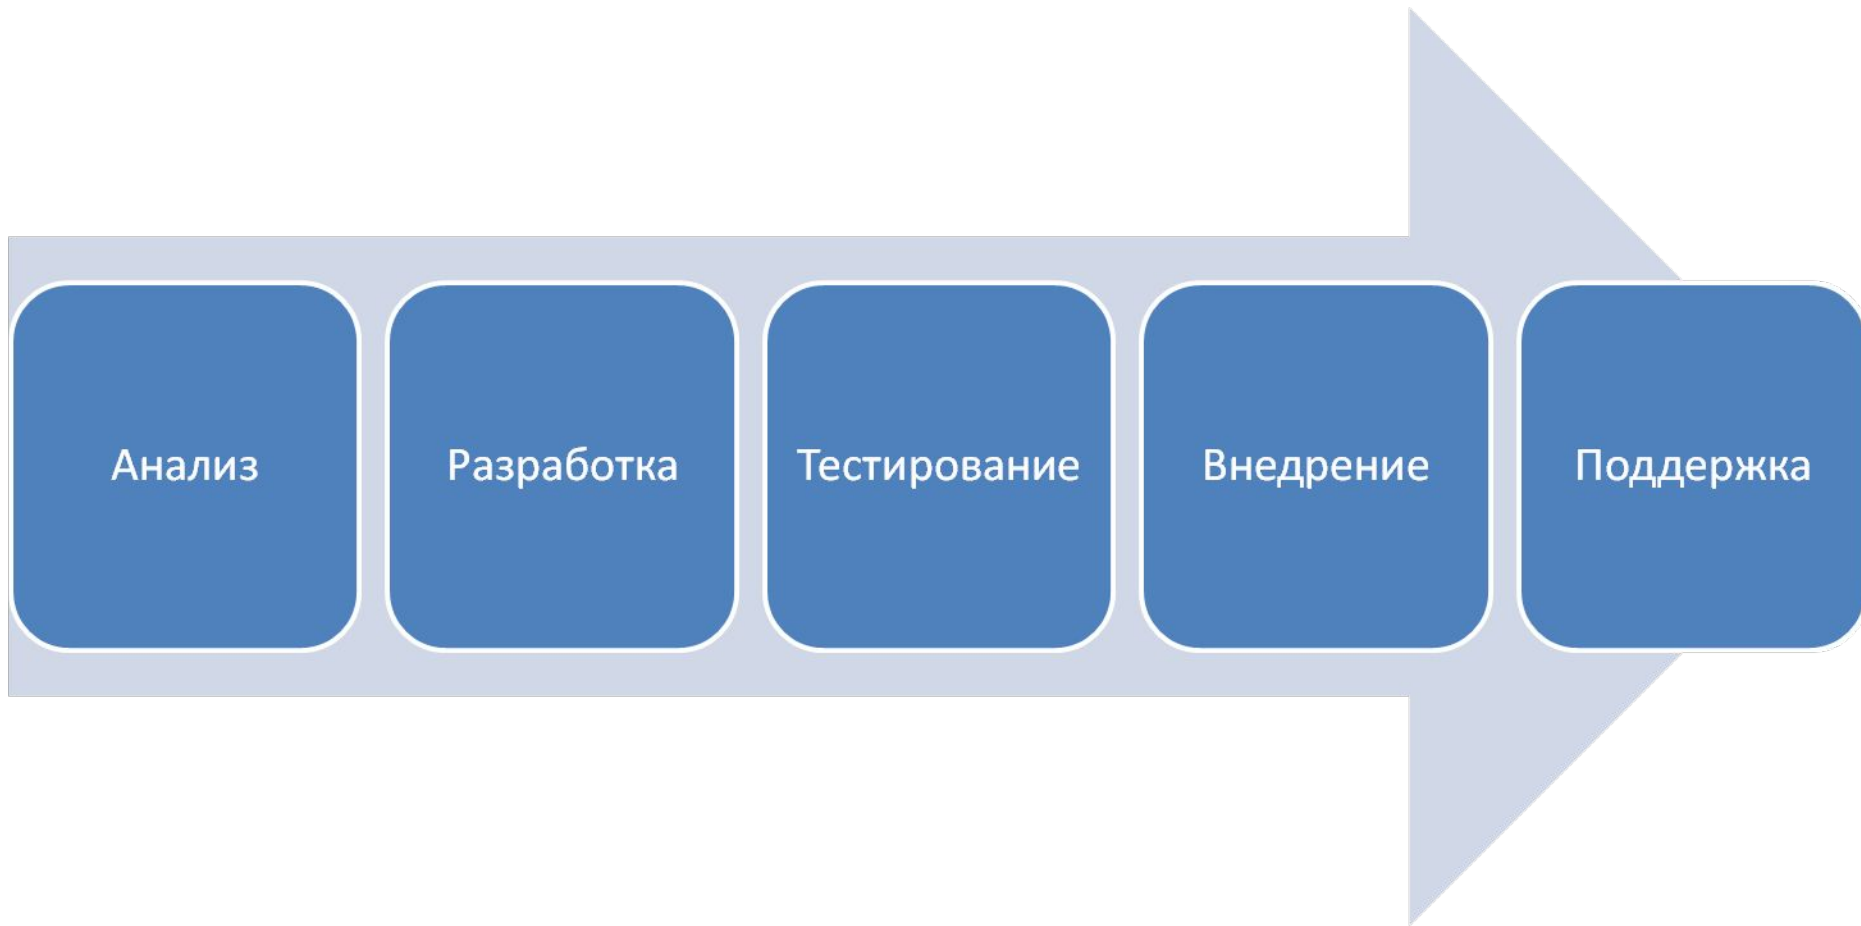 Анализ
Разработка
Тестирование
Внедрение
Поддержка